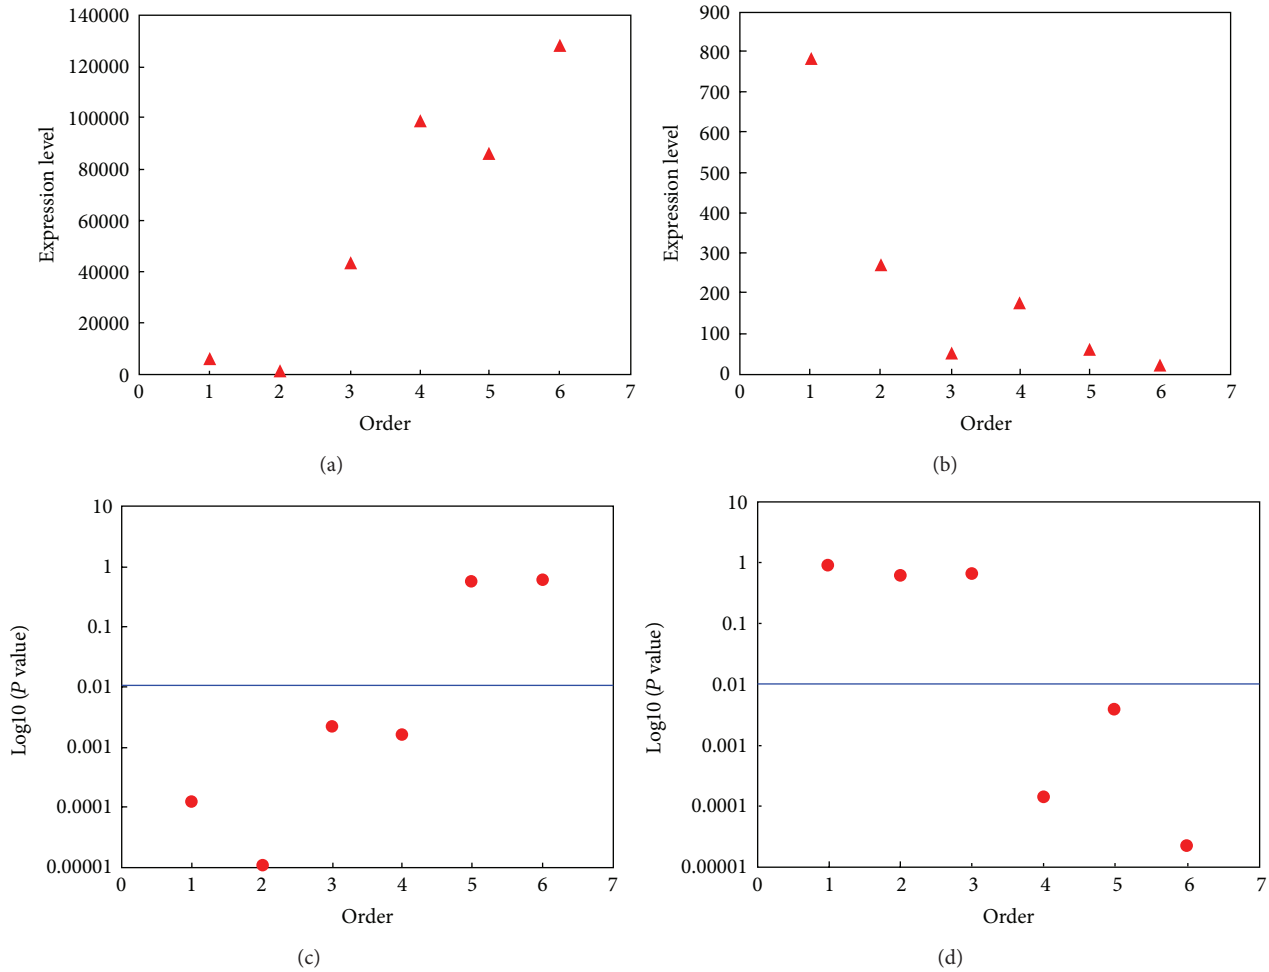 140000
120000
100000
80000
60000
40000
20000
0
Expression level
0 1 2 3 4 5 6 7
Order
(a)
900
800
700
600
500
400
300
200
100
0
Expression level
0 1 2 3 4 5 6 7
Order
(b)
10
1
0.1
0.01
0.001
0.0001
0.00001
Log10 (P value)
0 1 2 3 4 5 6 7
Order
(c)
10
1
0.1
0.01
0.001
0.0001
0.00001
Log10 (P value)
0 1 2 3 4 5 6 7
Order
(d)